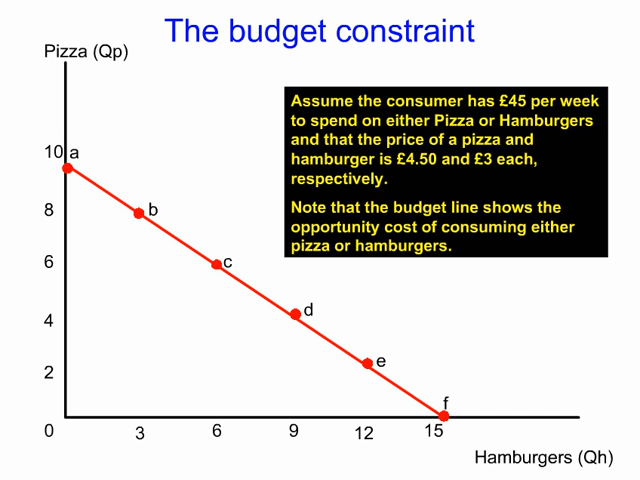 The budget constraint
Pizza (Qp)
Assume the consumer has £45 per week
to spend on either Pizza or Hamburgers
and that the price of a pizza and
hamburger is £4.50 and £3 each,
respectively.
Note that the budget line shows the
opportunity cost of consuming either
pizza or hamburgers.
10 a
8 b
6 c
4 d
2 e
f
0 3 6 9 12 15
Hamburgers (Qh)